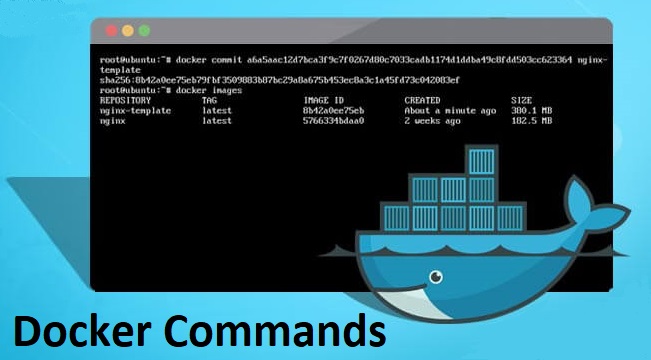 root@ubuntu:~# docker commit a6a5aac12d7bca3f9c7f0267d80c7033cadb1174d1ddba49c8fdd503cc623364 nginx-
template
sha256:8b42a0ee75eb79fbf3509883b87bc29a8a675b453ec8a3c1a45fd73c042083ef
root@ubuntu:~# docker images
REPOSITORY TAG IMAGE ID CREATED SIZE
nginx-template latest 8b42a0ee75eb About a minute ago 380.1 MB
nginx latest 5766334bdaa0 2 weeks ago 182.5 MB
Docker Commands